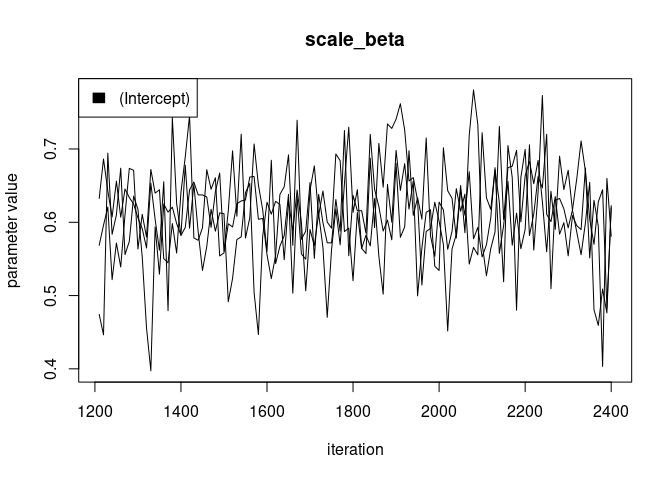 scale_beta
(Intercept)
parameter value
0.7
0.6
0.5
0.4
1200 1400 1600 1800 2000 2200 2400
iteration